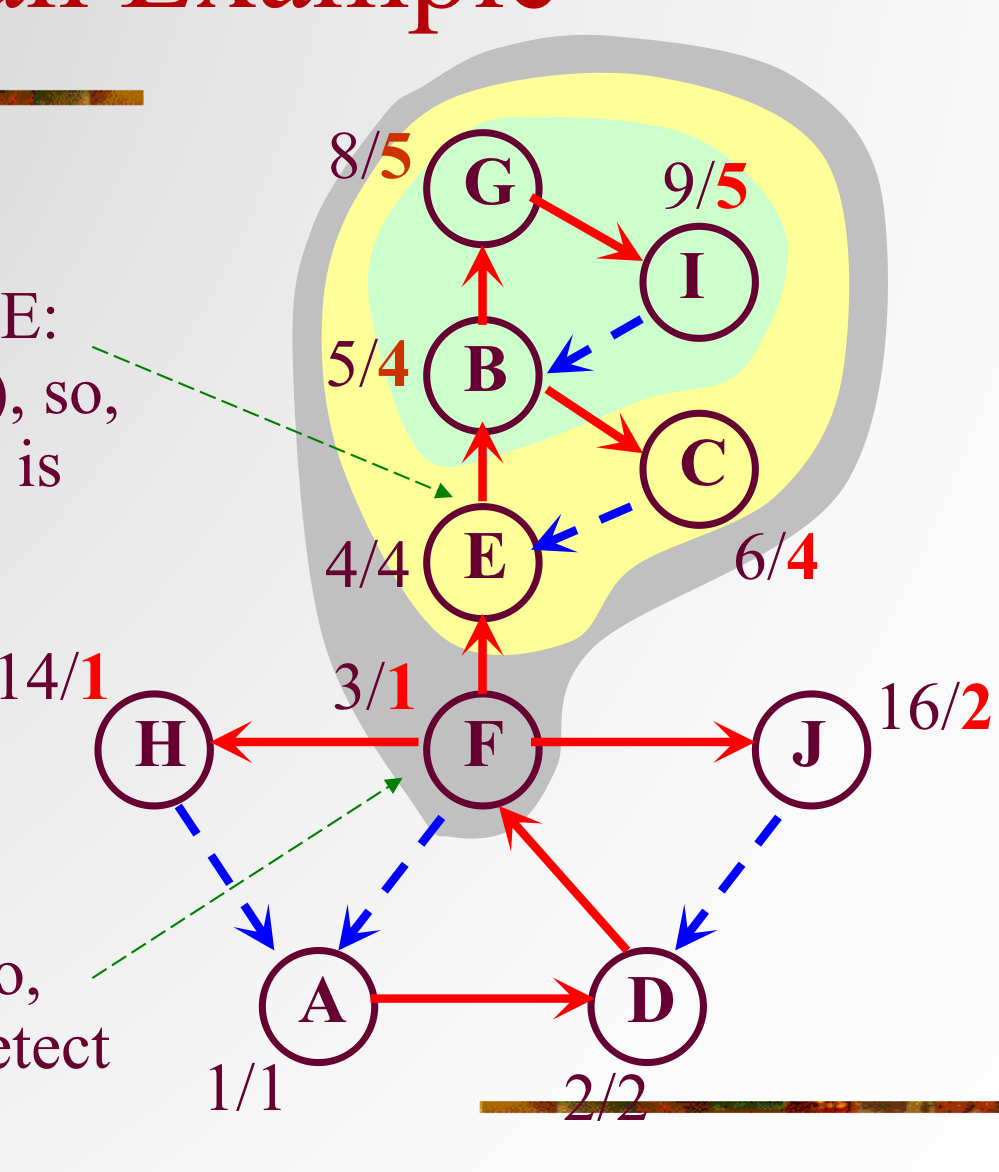 an Example
8/5
G
9/5
I
E:
5/4
B
), so,
C
is
E
4/4
6/4
14/1
3/1
16/2
H
F
J
o,
A
D
etect
1/1
2/2